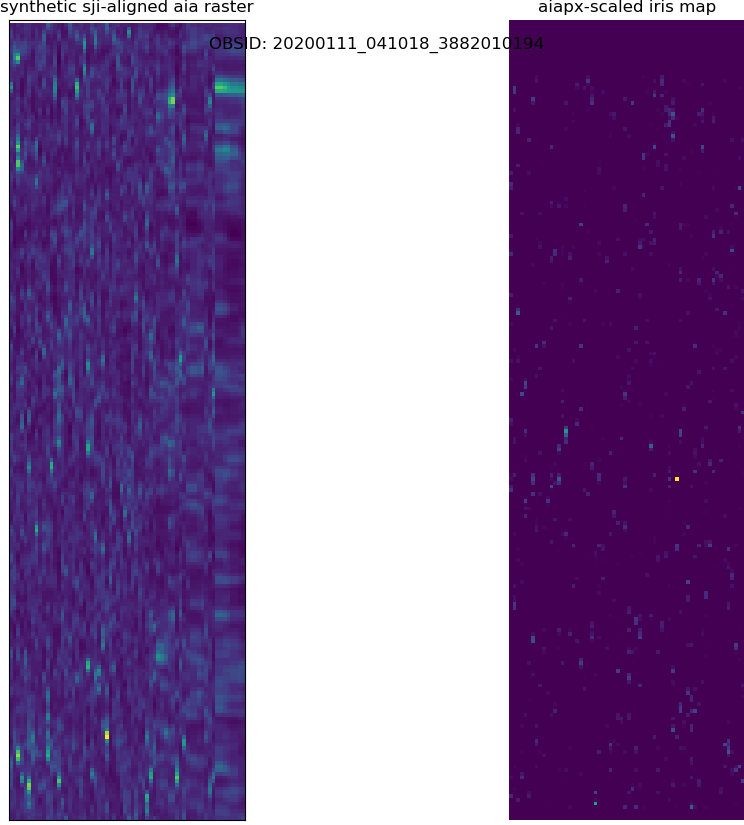 synthetic sji-aligned aia raster
aiapx-scaled iris map
OBSID: 20200111_041018_3882010194